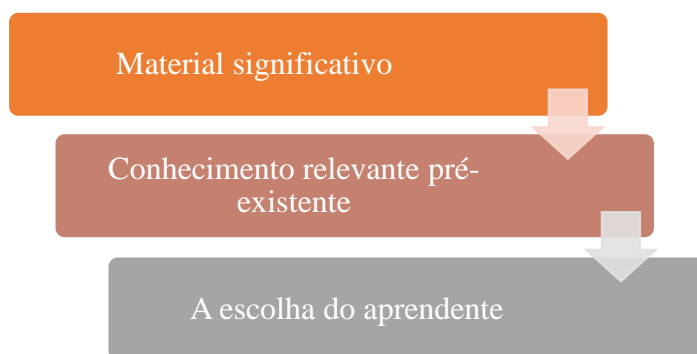 Material significativo
Conhecimento relevante pré-
existente
A escolha do aprendente